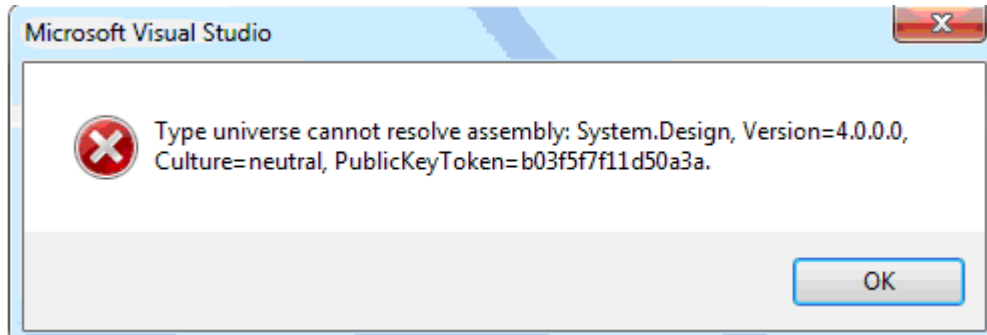 Microsoft Visual Studio
Type universe cannot resolve assembly: System.Design, Version=4.0.0.0,
Culture=neutral, PublicKeyToken=b03f5f7f11d50a3a.
OK